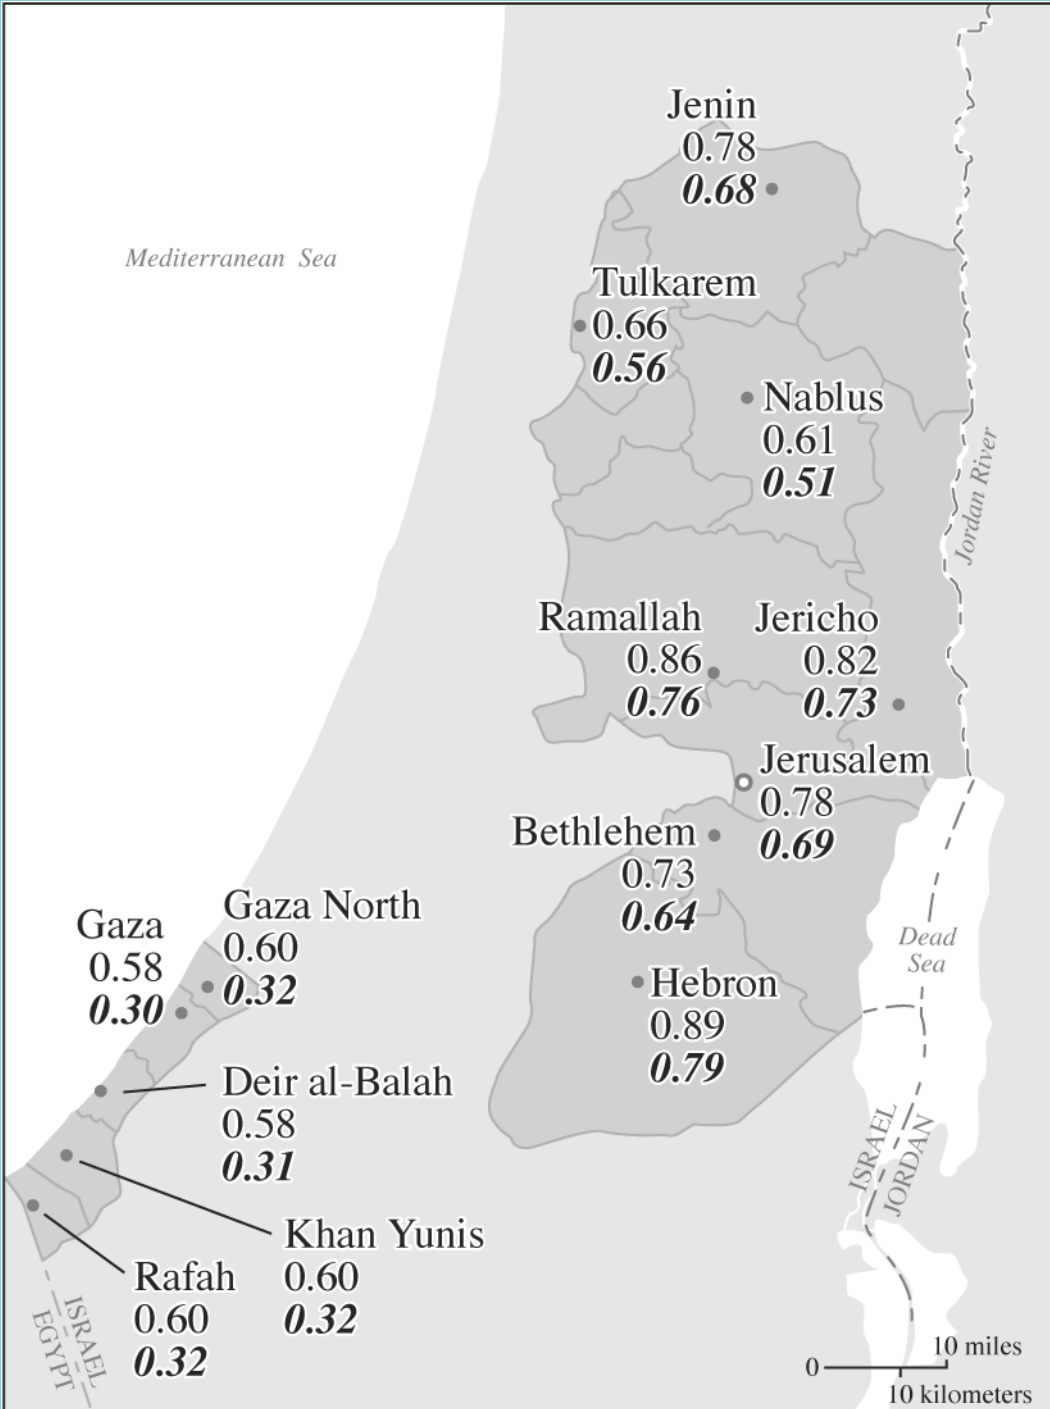 Jenin
0.78
0.68
Mediterranean Sea
Tulkarem
0.66
0.56
Nablus
0.61
0.51
Jordan River
Ramallah
0.86
0.76
Jericho
0.82
0.73
Jerusalem
0.78
0.69
Bethlehem
0.73
0.64
Gaza North
0.60
0.32
Gaza
0.58
0.30
Dead
Sea
Hebron
0.89
0.79
Deir al-Balah
0.58
0.31
ISRAEL
JORDAN
Khan Yunis
0.60
0.32
Rafah
0.60
0.32
ISRAEL
EGYPT
10 miles
0
10 kilometers